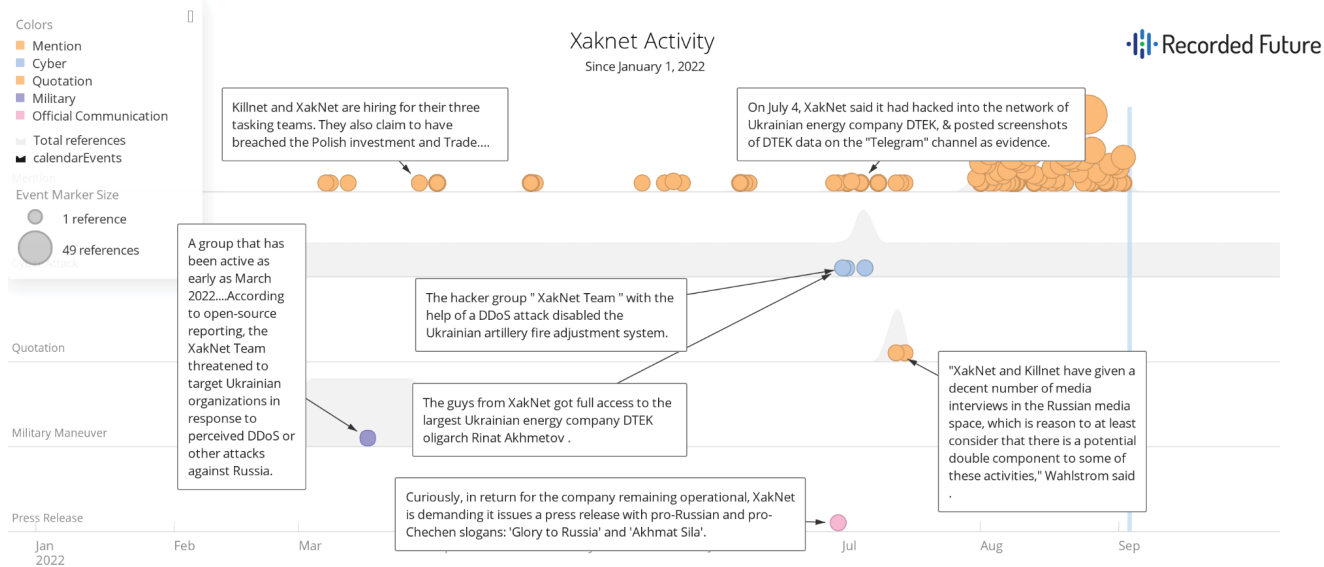 Colors
Mention
Cyber
Quotation
Military
Official Communication
Total references
calendarEvents
Mention
Event Marker Size
1 reference
49 references
Xaknet Activity
Since January 1, 2022
Recorded Future
Killnet and XakNet are hiring for their three
tasking teams. They also claim to have
breached the Polish investment and Trade....
On July 4, XakNet said it had hacked into the network of
Ukrainian energy company DTEK, & posted screenshots
of DTEK data on the "Telegram" channel as evidence.
A group that has
been active as
early as March
2022....According
to open-source
reporting, the
XakNet Team
threatened to
target Ukrainian
organizations in
response to
perceived DDoS or
other attacks
against Russia.
The hacker group " XakNet Team " with the
help of a DDoS attack disabled the
Ukrainian artillery fire adjustment system.
Quotation
The guys from XakNet got full access to the
largest Ukrainian energy company DTEK
oligarch Rinat Akhmetov .
"XakNet and Killnet have given a
decent number of media
interviews in the Russian media
space, which is reason to at least
consider that there is a potential
double component to some of
these activities," Wahlstrom said
.
Military Maneuver
Curiously, in return for the company remaining operational, XakNet
is demanding it issues a press release with pro-Russian and pro-
Chechen slogans: 'Glory to Russia' and 'Akhmat Sila'.
Press Release
Jan Feb Mar Jul Aug Sep
2022